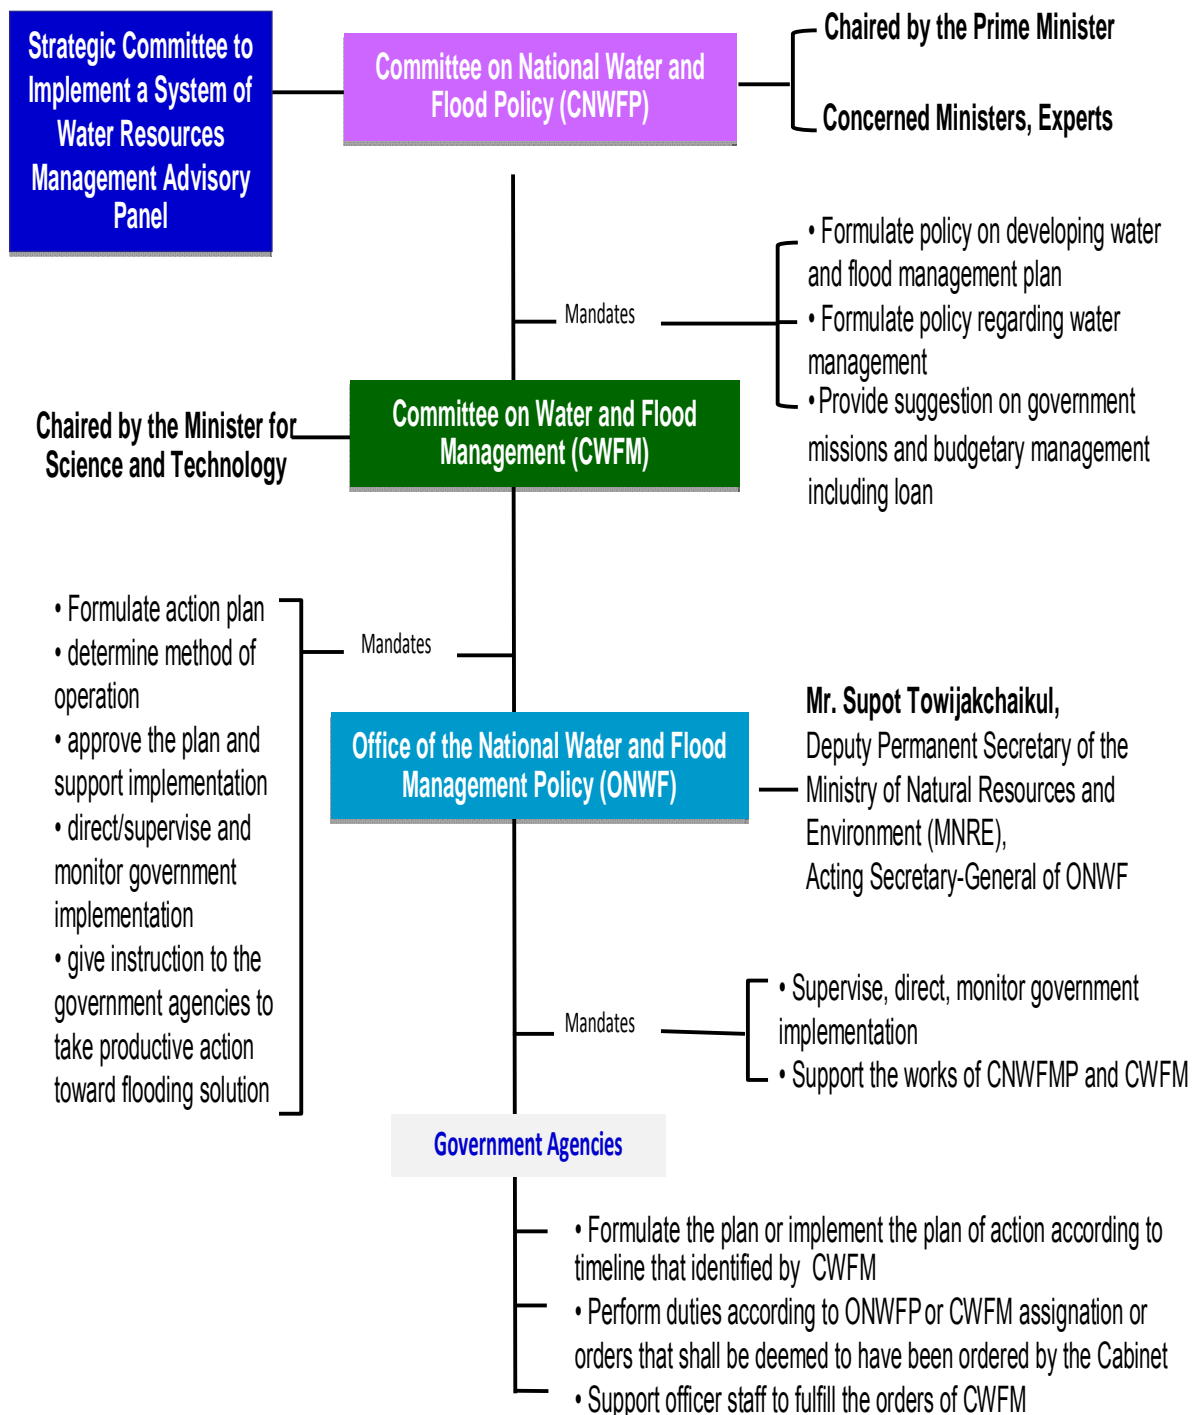 Strategic Committee to
Implement a System of
Water Resources
Management Advisory
Panel
Committee on National Water and
Flood Policy (CNWFP)
Chaired by the Prime Minister
Concerned Ministers, Experts
Mandates
• Formulate policy on developing water
and flood management plan
• Formulate policy regarding water
management
• Provide suggestion on government
missions and budgetary management
including loan
Chaired by the Minister for
Science and Technology
Committee on Water and Flood
Management (CWFM)
• Formulate action plan
• determine method of
operation
• approve the plan and
support implementation
• direct/supervise and
monitor government
implementation
• give instruction to the
government agencies to
take productive action
toward flooding solution
Mandates
Office of the National Water and Flood
Management Policy (ONWF)
Mr. Supot Towijakchaikul,
Deputy Permanent Secretary of the
Ministry of Natural Resources and
Environment (MNRE),
Acting Secretary-General of ONWF
Mandates
• Supervise, direct, monitor government
implementation
• Support the works of CNWFMP and CWFM
Government Agencies
• Formulate the plan or implement the plan of action according to
timeline that identified by CWFM
• Perform duties according to ONWFP or CWFM assignation or
orders that shall be deemed to have been ordered by the Cabinet
• Support officer staff to fulfill the orders of CWFM